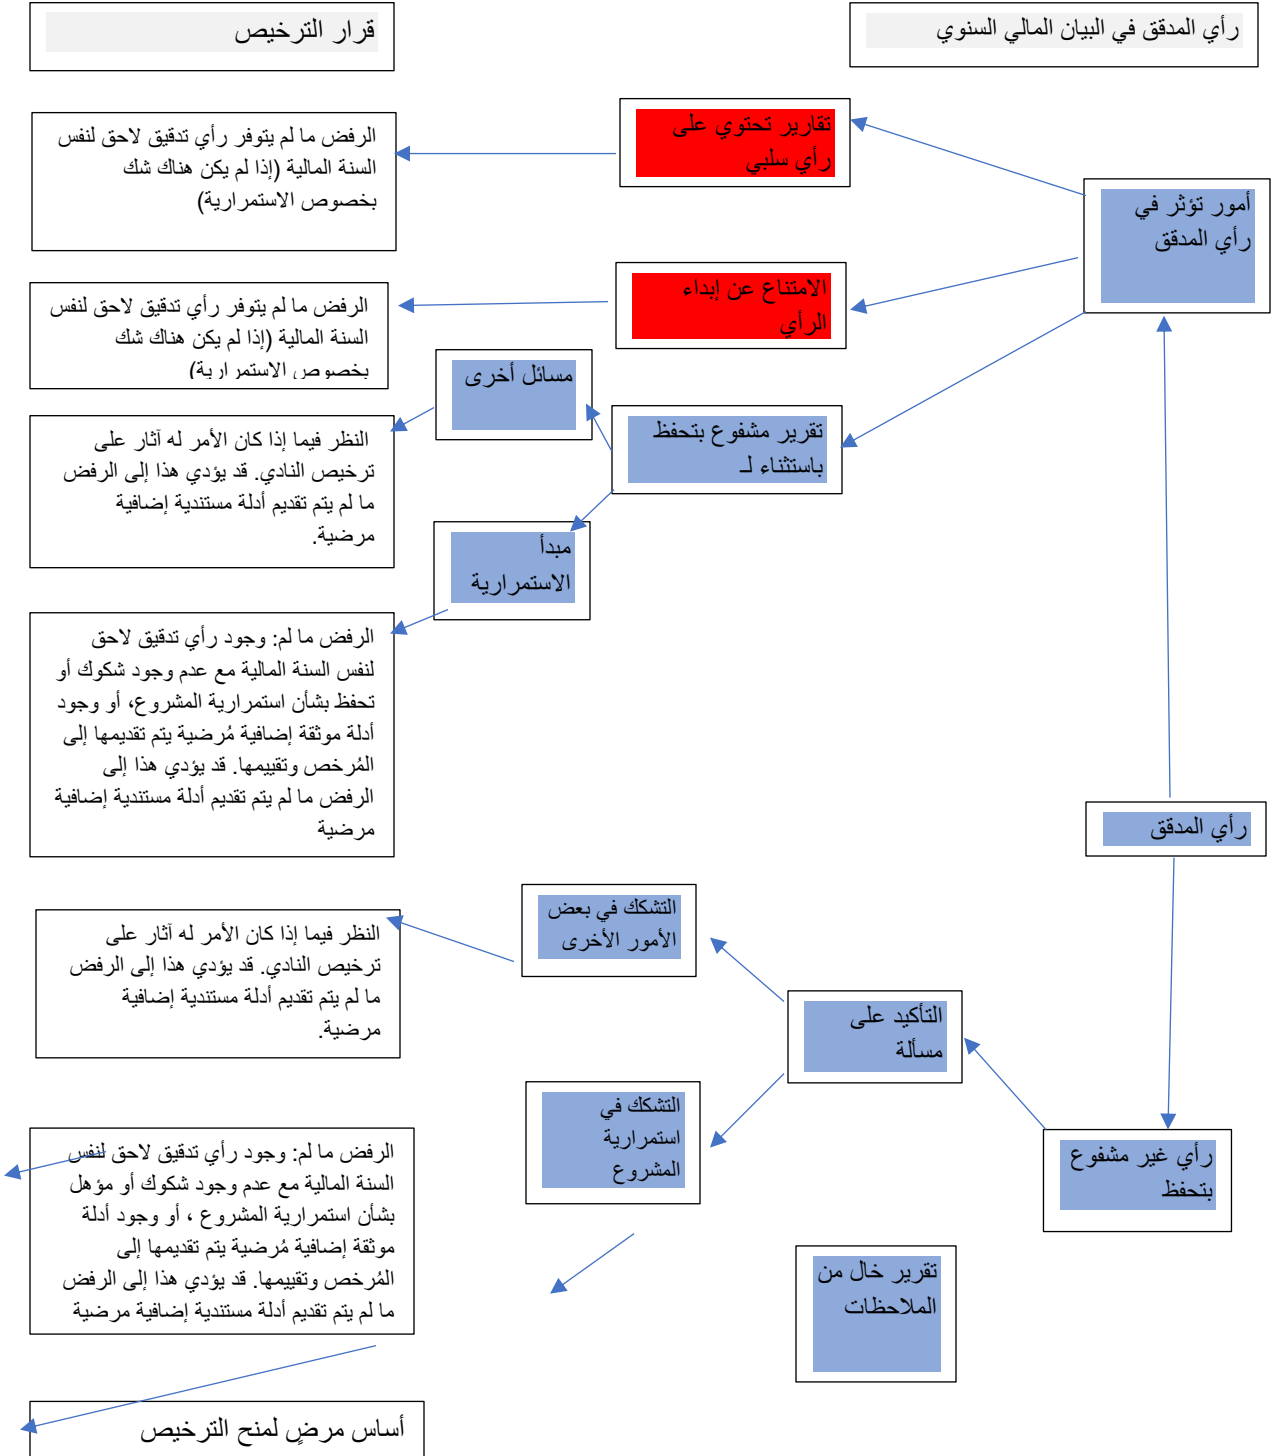 رأي المدقق في البيان المالي السنوي
قرار الترخيص
تقارير تحتوي على
رأي سلبي
الرفض ما لم يتوفر رأي تدقيق لاحق لنفس
السنة المالية (إذا لم يكن هناك شك
بخصوص الاستمرارية)
أمور تؤثر في
رأي المدقق
الامتناع عن إبداء
الرأي
الرفض ما لم يتوفر رأي تدقيق لاحق لنفس
السنة المالية (إذا لم يكن هناك شك
بخصوص الاستمرارية)
مسائل أخرى
تقرير مشفوع بتحفظ
باستثناء لـ
النظر فيما إذا كان الأمر له آثار على
ترخيص النادي. قد يؤدي هذا إلى الرفض
ما لم يتم تقديم أدلة مستندية إضافية
مرضية.
مبدأ
الاستمرارية
الرفض ما لم: وجود رأي تدقيق لاحق
لنفس السنة المالية مع عدم وجود شكوك أو
تحفظ بشأن استمرارية المشروع، أو وجود
أدلة موثقة إضافية مُرضية يتم تقديمها إلى
المُرخص وتقييمها. قد يؤدي هذا إلى
الرفض ما لم يتم تقديم أدلة مستندية إضافية
مرضية
رأي المدقق
التشكك في بعض
الأمور الأخرى
النظر فيما إذا كان الأمر له آثار على
ترخيص النادي. قد يؤدي هذا إلى الرفض
ما لم يتم تقديم أدلة مستندية إضافية
مرضية.
التأكيد على
مسألة
التشكك في
استمرارية
المشروع
رأي غير مشفوع
بتحفظ
الرفض ما لم: وجود رأي تدقيق لاحق لنفس
السنة المالية مع عدم وجود شكوك أو مؤهل
بشأن استمرارية المشروع ، أو وجود أدلة
موثقة إضافية مُرضية يتم تقديمها إلى
المُرخص وتقييمها. قد يؤدي هذا إلى الرفض
ما لم يتم تقديم أدلة مستندية إضافية مرضية
تقرير خال من
الملاحظات
أساس مرضٍ لمنح الترخيص